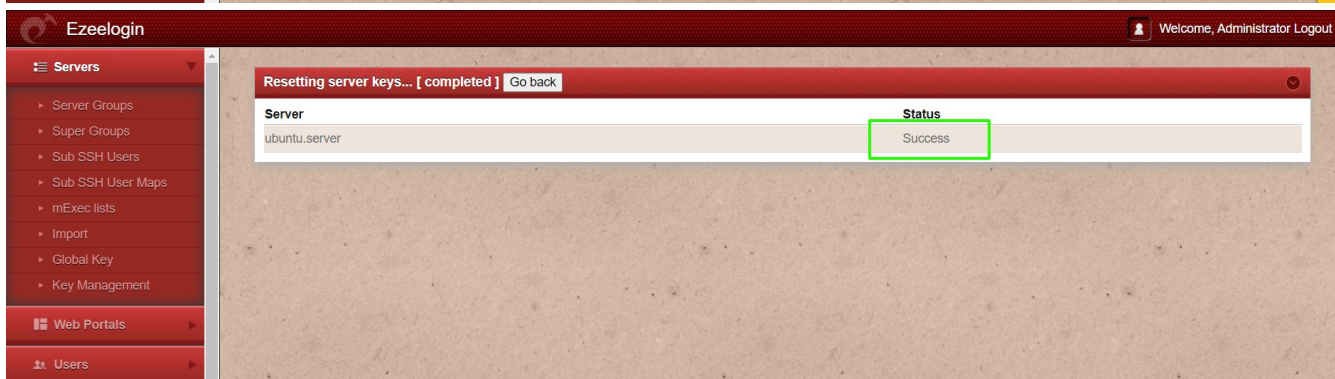 Ezeelogin
Welcome, Administrator Logout
Servers
Server Groups
Super Groups
Sub SSH Users
Sub SSH User Maps
mExec lists
Import
Global Key
Key Management
Web Portals
Users
Resetting server keys... [ completed ] Go back
Server Status
ubuntu.server Success